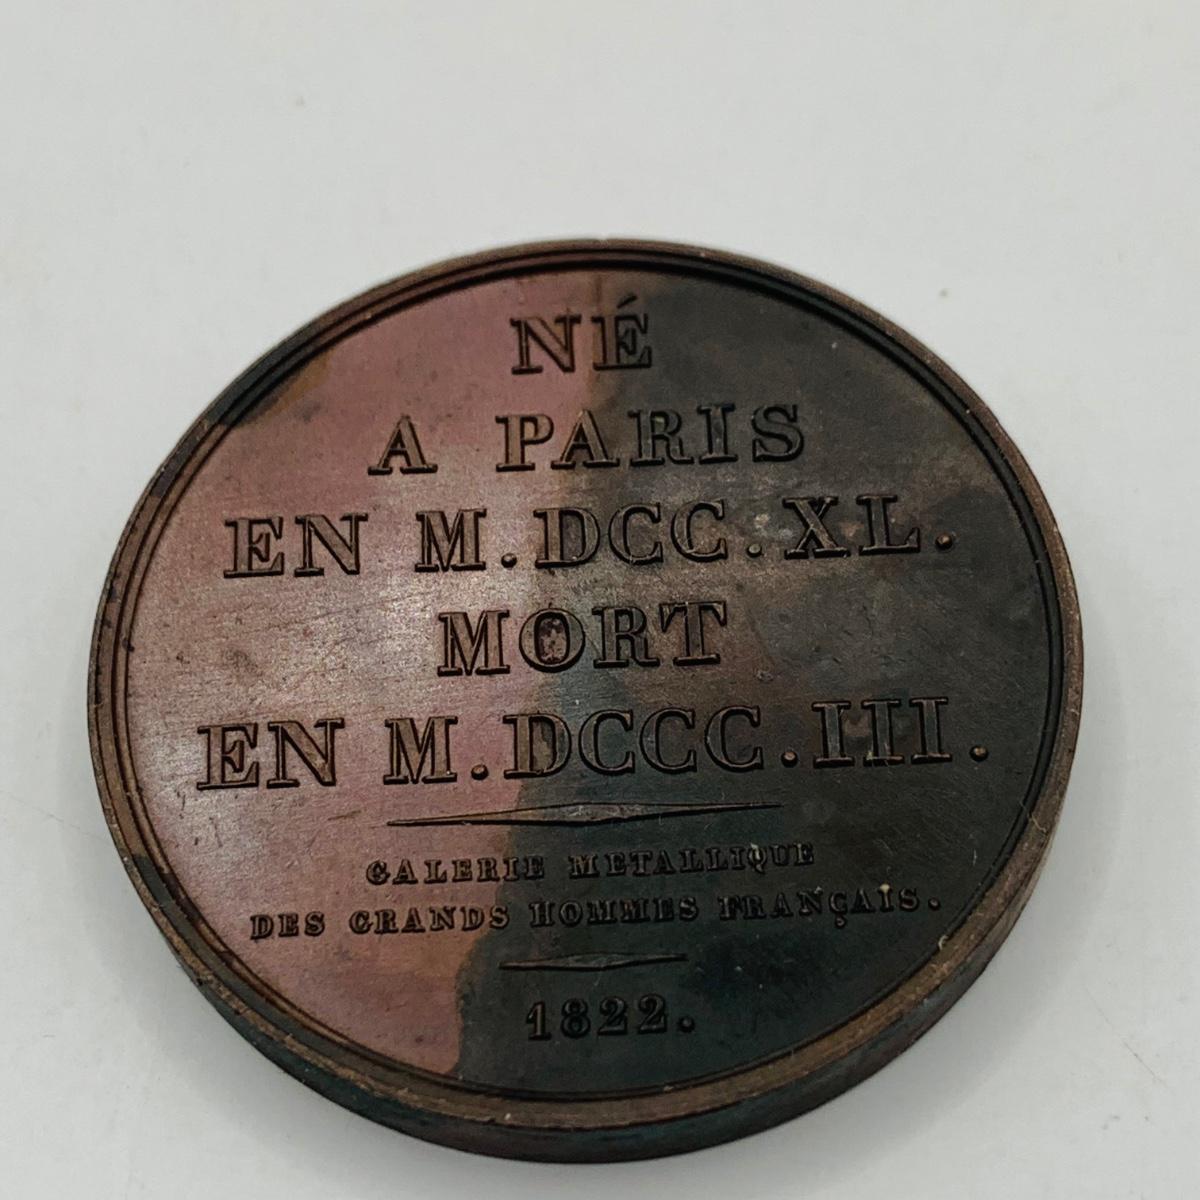 NÉ
A PARIS
EN M.DCC.XL.
MORT
EN M.DCCC.III.
GALERIE METALLIQUE
DES GRANDS HOMMES FRANÇAIS.
1822.